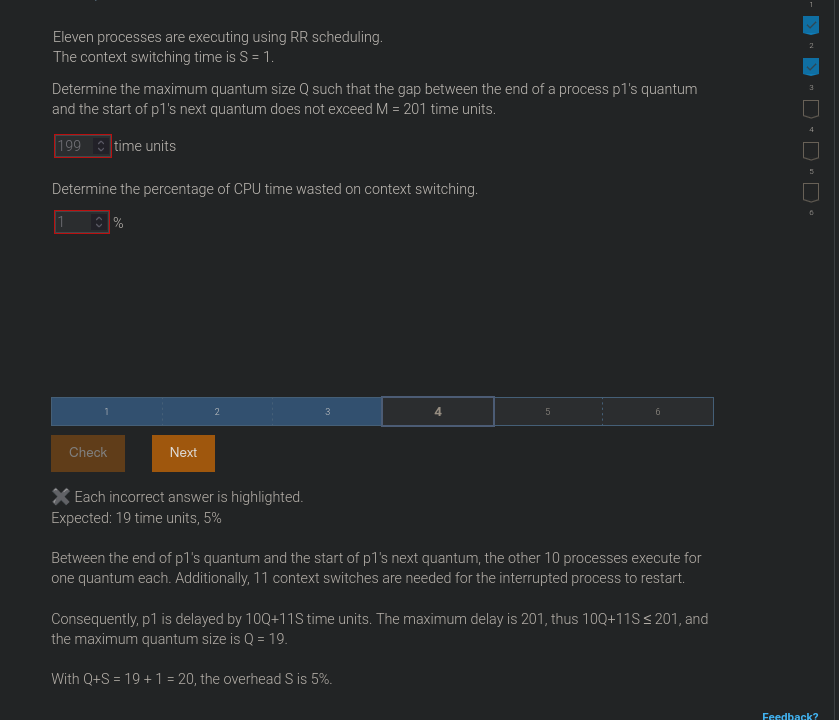 Eleven processes are executing using RR scheduling.
The context switching time is S = 1.
Determine the maximum quantum size Q such that the gap between the end of a process p1's quantum
and the start of p1's next quantum does not exceed M = 201 time units.
199 time units
Determine the percentage of CPU time wasted on context switching.
1 %
1
2
3
4
5
6
1 2 3 4 5 6
Check Next
Each incorrect answer is highlighted.
Expected: 19 time units, 5%
Between the end of p1's quantum and the start of p1's next quantum, the other 10 processes execute for
one quantum each. Additionally, 11 context switches are needed for the interrupted process to restart.
Consequently, p1 is delayed by 10Q+11S time units. The maximum delay is 201, thus 10Q+11S ≤ 201, and
the maximum quantum size is Q = 19.
With Q+S = 19 + 1 = 20, the overhead S is 5%.
Feedback?